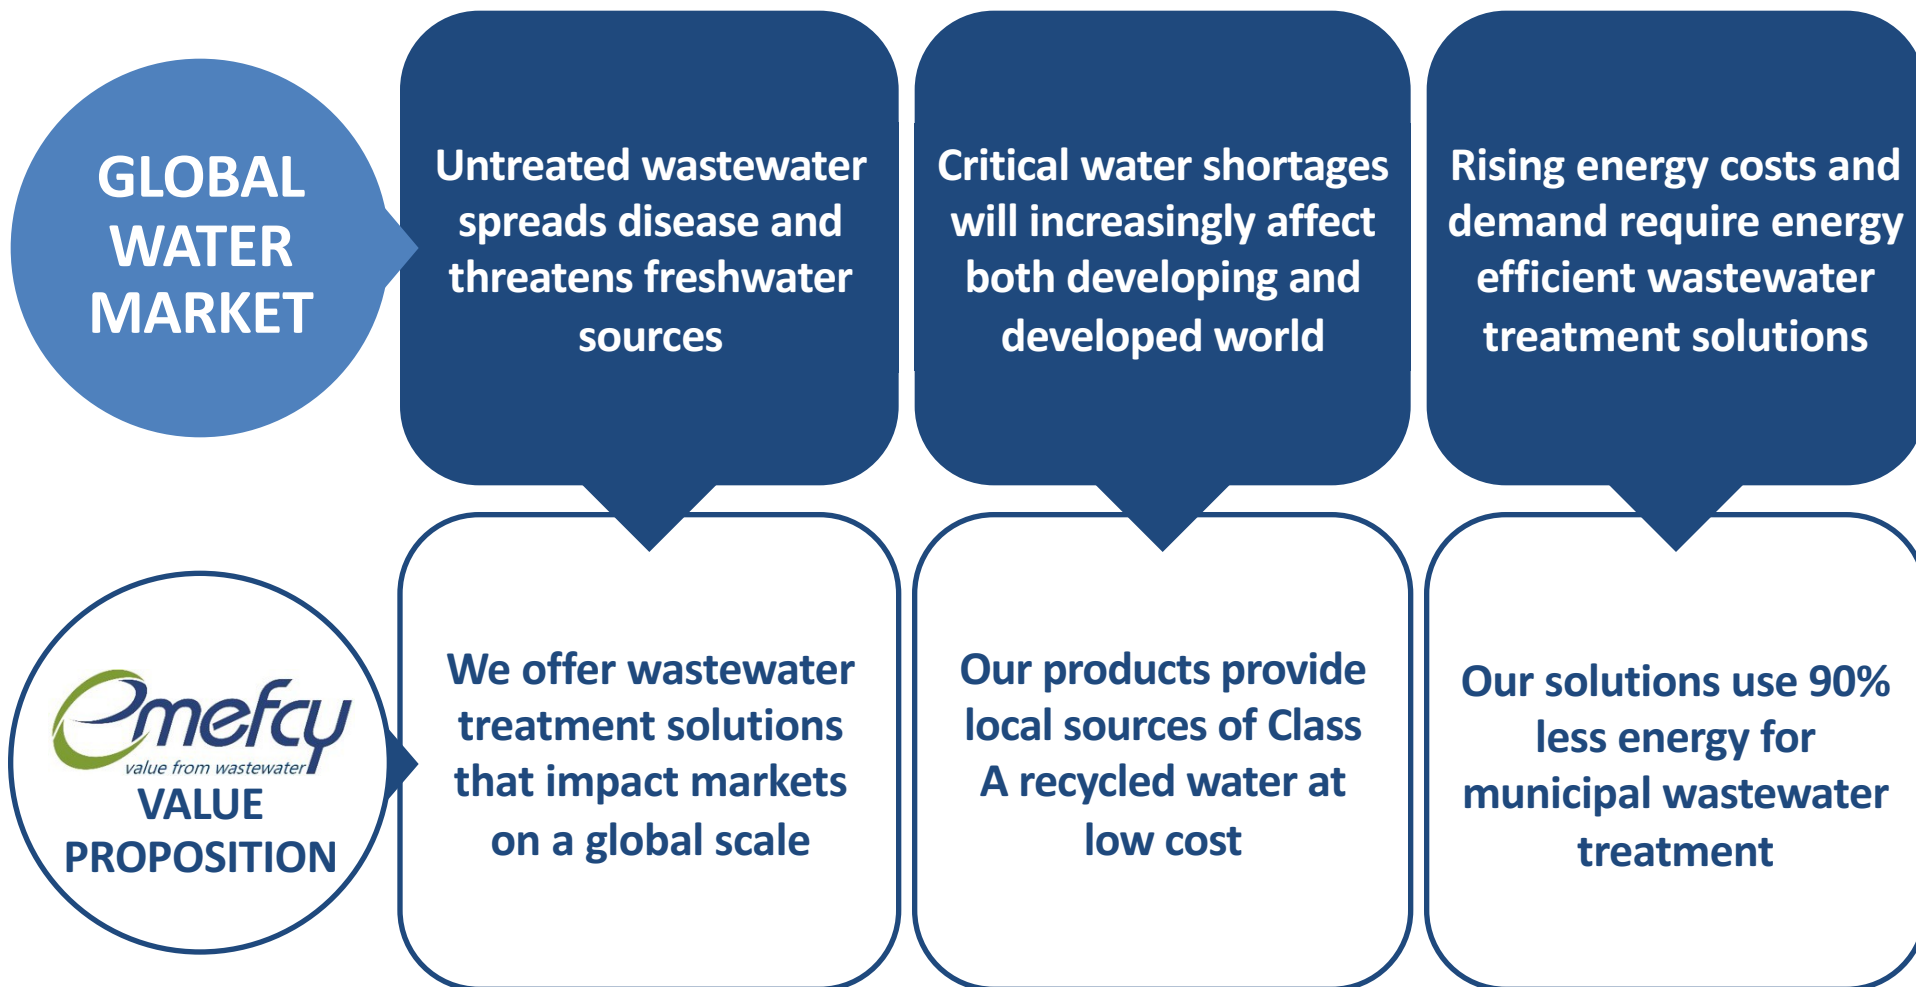 GLOBAL
WATER
MARKET
Untreated wastewater
spreads disease and
threatens freshwater
sources
Critical water shortages
will increasingly affect
both developing and
developed world
Rising energy costs and
demand require energy
efficient wastewater
treatment solutions
emefcy
value from wastewater
VALUE
PROPOSITION
We offer wastewater
treatment solutions
that impact markets
on a global scale
Our products provide
local sources of Class
A recycled water at
low cost
Our solutions use 90%
less energy for
municipal wastewater
treatment